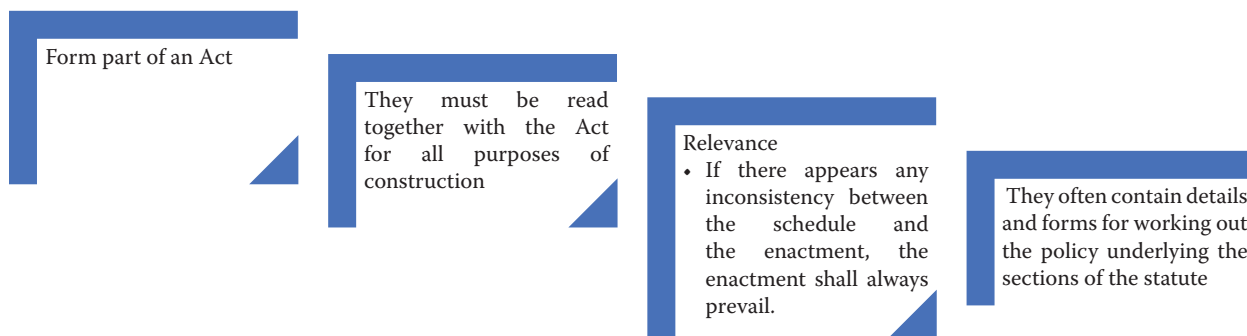 Form part of an Act
They must be read
together with the Act
for all purposes of
construction
Relevance
• If there appears any
inconsistency between
the schedule and
the enactment, the
enactment shall always
prevail.
They often contain details
and forms for working out
the policy underlying the
sections of the statute